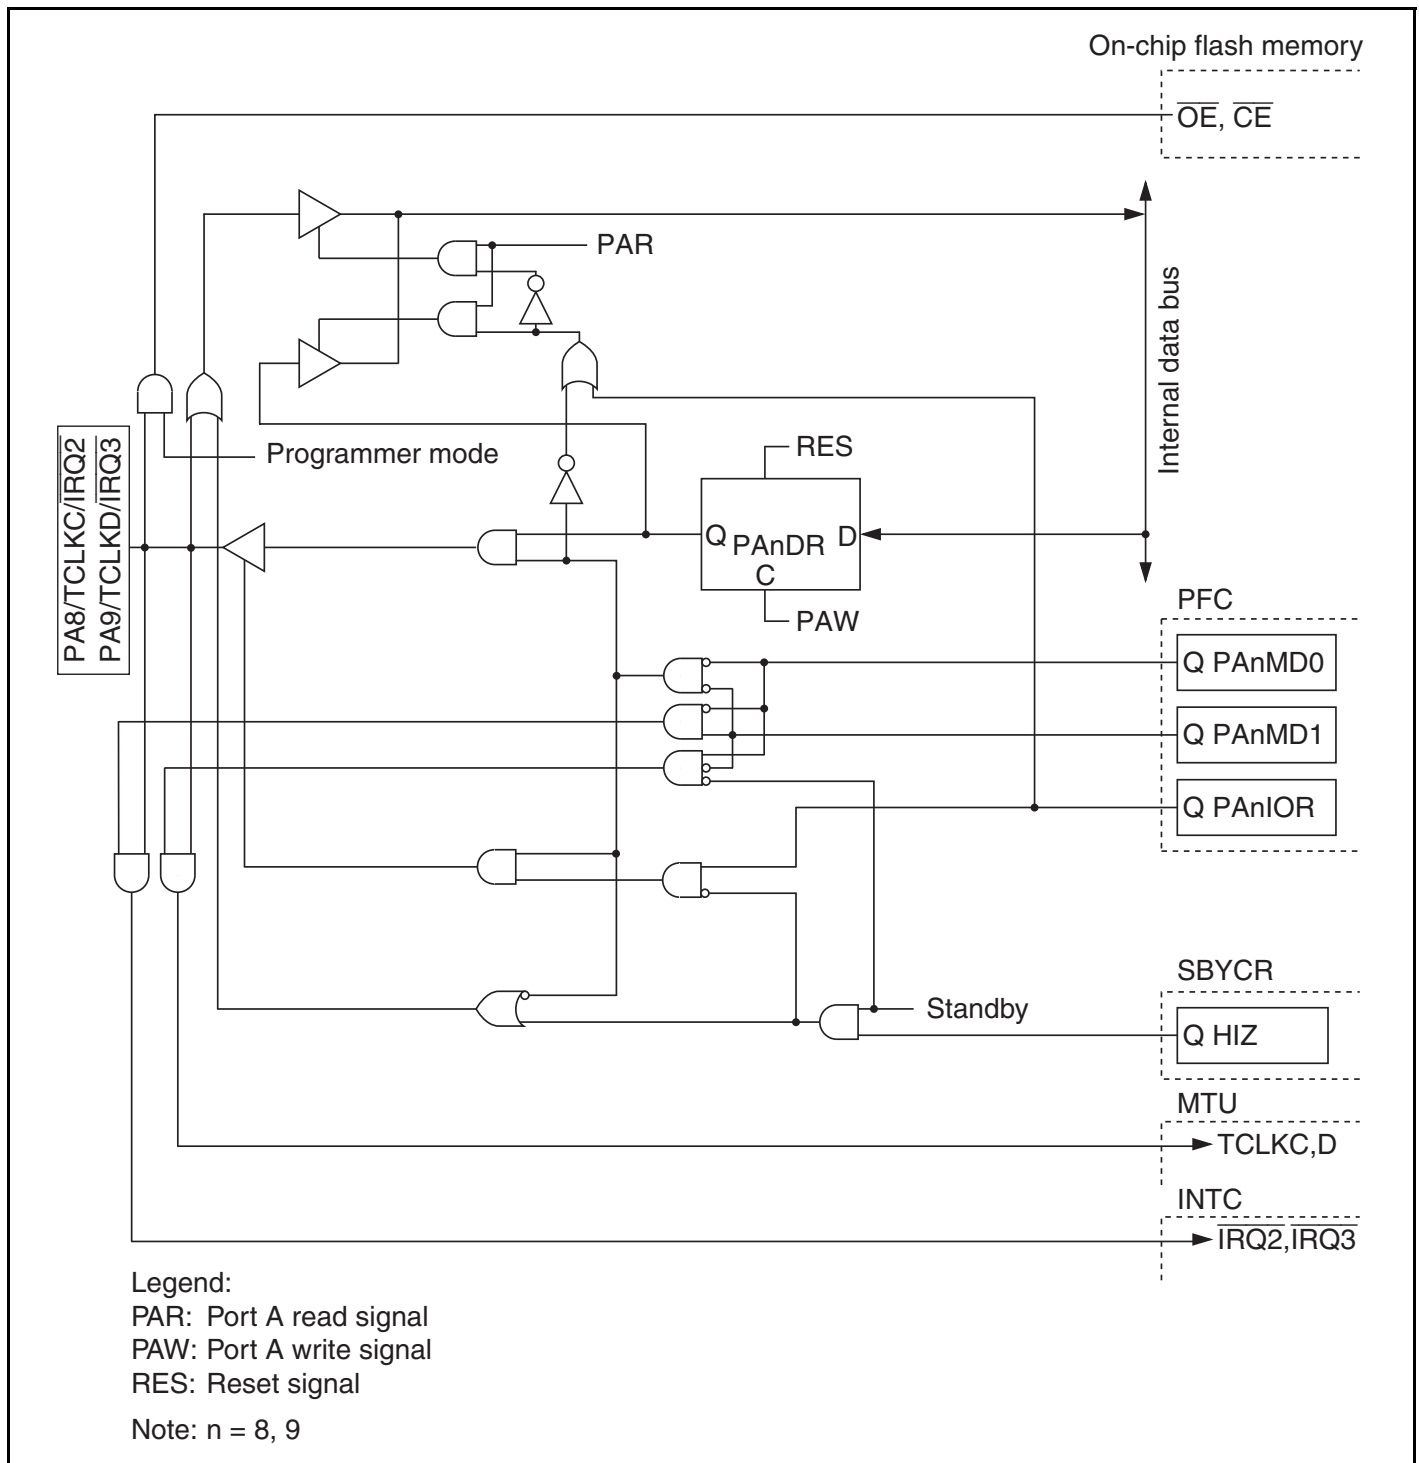 On-chip flash memory
OE, CE
PAR
Internal data bus
Programmer mode
PA8/TCLKC/IRQ2
PA9/TCLKD/IRQ3
RES
Q PAnDR D
C
PAW
PFC
Q PAnMD0
Q PAnMD1
Q PAnIOR
SBYCR
Standby
Q HIZ
MTU
TCLKC,D
INTC
IRQ2,IRQ3
Legend:
PAR: Port A read signal
PAW: Port A write signal
RES: Reset signal
Note: n = 8, 9